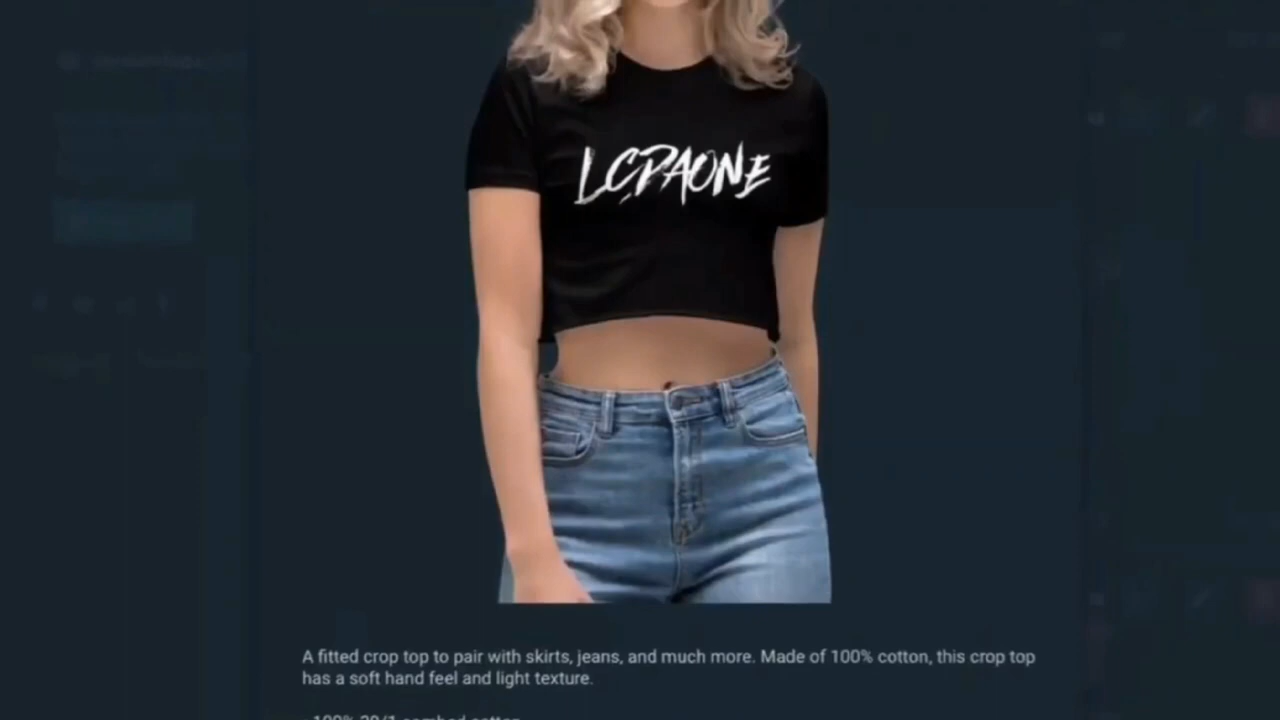 LCPAONE
A fitted crop top to pair with skirts, jeans, and much more. Made of 100% cotton, this crop top
has a soft hand feel and light texture.